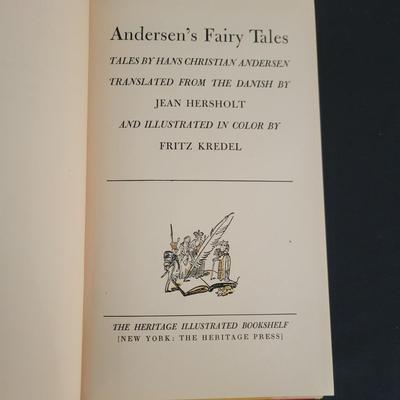 Andersen's Fairy Tales
TALES BY HANS CHRISTIAN ANDERSEN
TRANSLATED FROM THE DANISH BY
JEAN HERSHOLT
AND ILLUSTRATED IN COLOR BY
FRITZ KREDEL
THE HERITAGE ILLUSTRATED BOOKSHELF
[NEW YORK: THE HERITAGE PRESS]